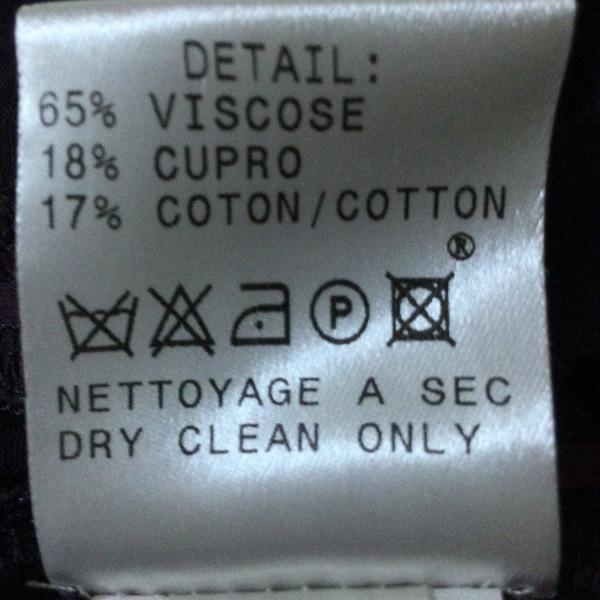 DETAIL:
65% VISCOSE
18% CUPRO
17% COTON/COTTON
®
P
NETTOYAGE A SEC
DRY CLEAN ONLY